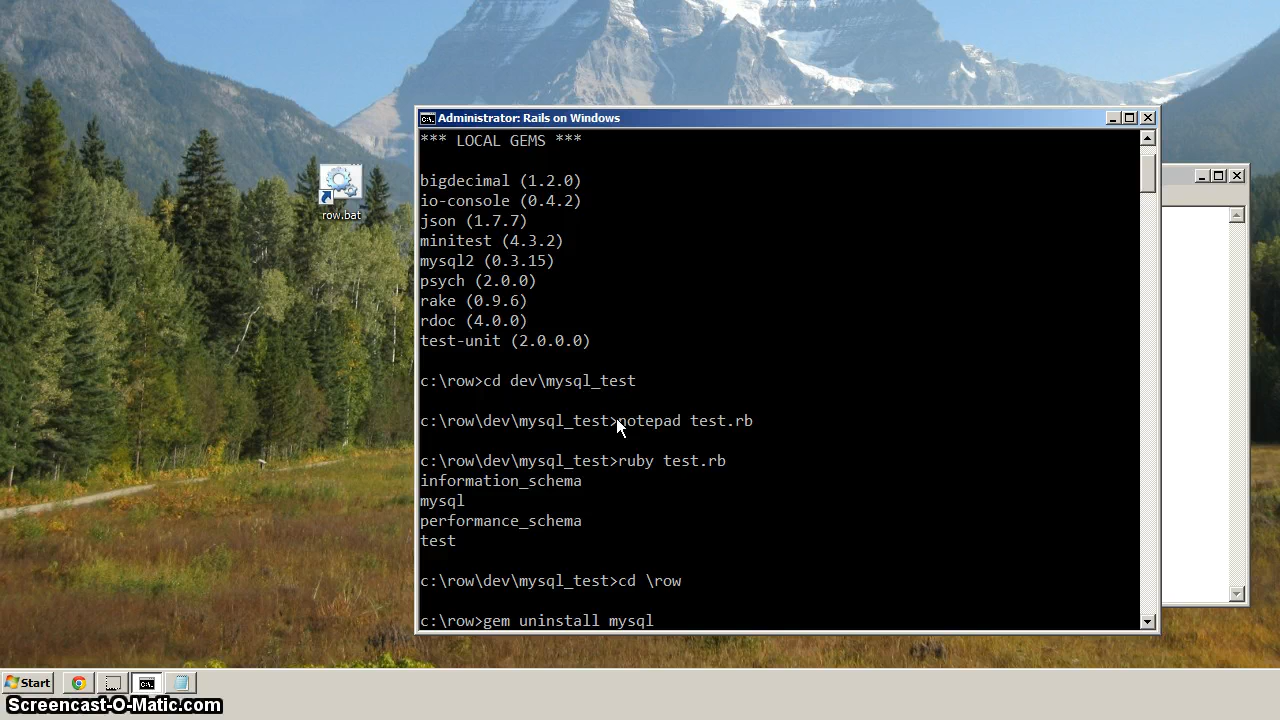 Administrator: Rails on Windows
*** LOCAL GEMS ***
bigdecimal (1.2.0)
io-console (0.4.2)
json (1.7.7)
minitest (4.3.2)
mysql2 (0.3.15)
psych (2.0.0)
rake (0.9.6)
rdoc (4.0.0)
test-unit (2.0.0.0)
c:\row>cd dev\mysql_test
c:\row\dev\mysql_test>notepad test.rb
c:\row\dev\mysql_test>ruby test.rb
information_schema
mysql
performance_schema
test
c:\row\dev\mysql_test>cd \row
c:\row>gem uninstall mysql
row.bat
Start
Screencast-O-Matic.com